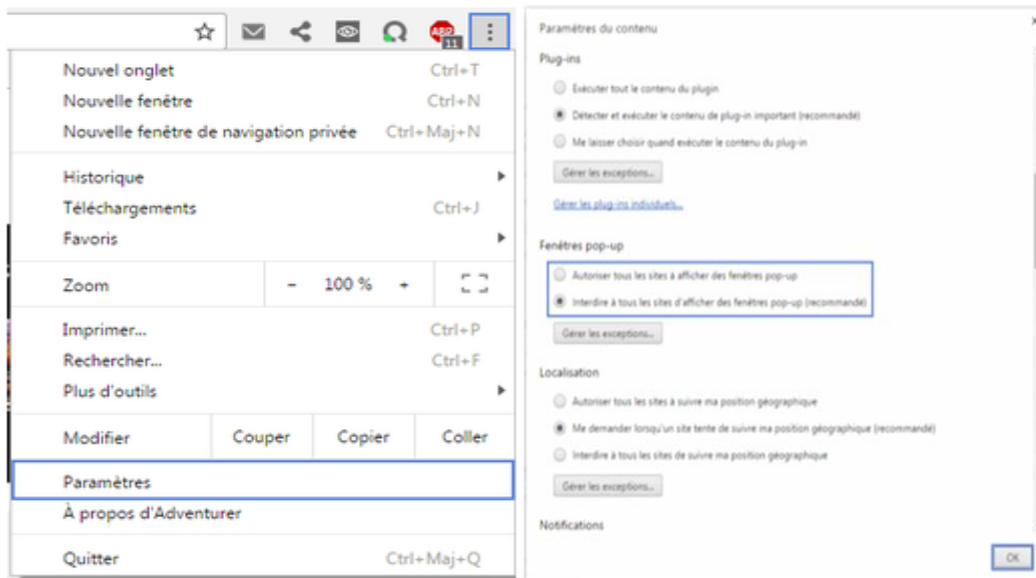 ABP
11
Nouvel onglet Ctrl+T
Nouvelle fenêtre Ctrl+N
Nouvelle fenêtre de navigation privée Ctrl+Maj+N
Historique
Téléchargements Ctrl+J
Favoris
Zoom - 100 % +
Imprimer... Ctrl+P
Rechercher... Ctrl+F
Plus d'outils
Modifier Couper Copier Coller
Paramètres
À propos d'Adventurer
Quitter Ctrl+Maj+Q
Paramètres du contenu
Plug-ins
Exécuter tout le contenu du plugin
Détecter et exécuter le contenu de plug-in important (recommandé)
Me laisser choisir quand exécuter le contenu du plug-in
Gérer les exceptions...
Gérer les plug-ins individuels...
Fenêtres pop-up
Autoriser tous les sites à afficher des fenêtres pop-up
Interdire à tous les sites d'afficher des fenêtres pop-up (recommandé)
Gérer les exceptions...
Localisation
Autoriser tous les sites à suivre ma position géographique
Me demander lorsqu'un site tente de suivre ma position géographique (recommandé)
Interdire à tous les sites de suivre ma position géographique
Gérer les exceptions...
Notifications
OK